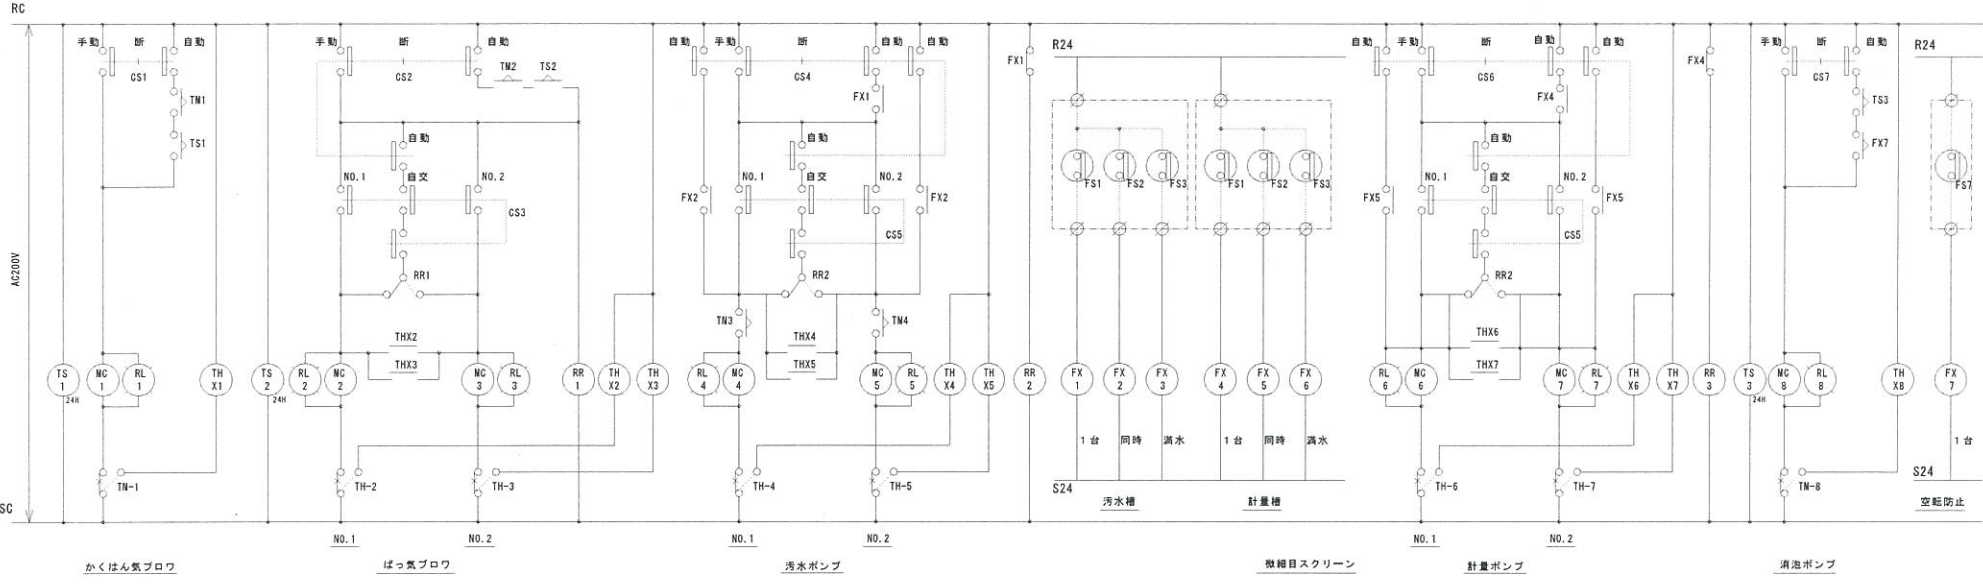 RC
手動 断 自動
CS1
TM1
TS1
手動 断 自動
CS2
TM2 TS2
自動
NO.1 自交 NO.2
CS3
RR1
THX2
THX3
自動 手動 断 自動 自動
CS4
FX1
自動
FX2 NO.1 自交 NO.2 FX2
CS5
RR2
TM3 THX4 TM4
THX5
FX1
R24
FS1 FS2 FS3
FS1 FS2 FS3
自動 手動 断 自動 自動
CS6
FX4
自動
FX5 NO.1 自交 NO.2 FX5
CS5
RR2
THX6
THX7
FX4
手動 断 自動
CS7
TS3
FX7
R24
FS7
AC200V
TS 1 24H
MC 1
RL 1
TH X1
TS 2 24H
RL 2
MC 2
MC 3
RL 3
RR 1
TH X2
TH X3
RL 4
MC 4
MC 5
RL 5
TH X4
TH X5
RR 2
FX 1
FX 2
FX 3
FX 4
FX 5
FX 6
RL 6
MC 6
MC 7
RL 7
TH X6
TH X7
RR 3
TS 3 24H
MC 8
RL 8
TH X8
FX 7
1台 同時 満水 1台 同時 満水 1台
TN-1 TH-2 TH-3 TH-4 TH-5 TH-6 TH-7 TM-8
S24 S24
汚水槽 計量槽 空転防止
SC
NO.1 NO.2 NO.1 NO.2 NO.1 NO.2
かくはん気ブロワ ばっ気ブロワ 汚水ポンプ 微細目スクリーン 計量ポンプ 消泡ポンプ